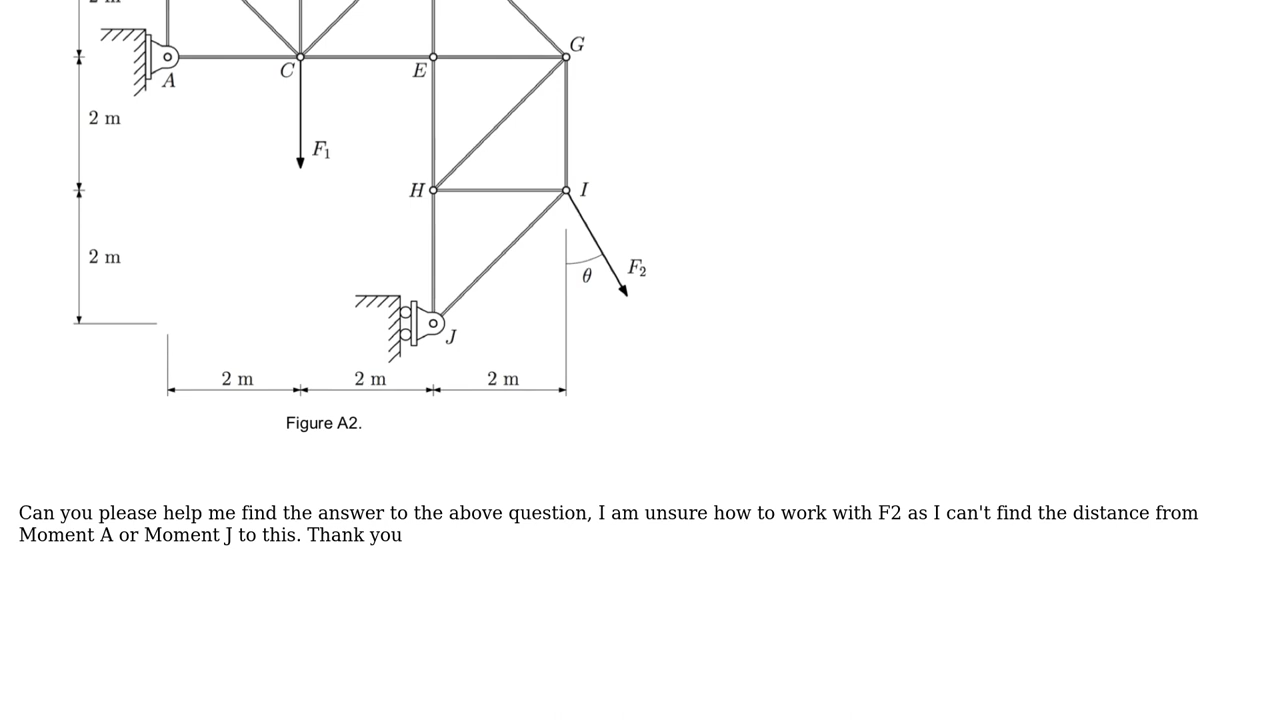 G
A
C
E
2 m
F₁
H
I
2 m
θ
F₂
J
2 m
2 m
2 m
Figure A2.
Can you please help me find the answer to the above question, I am unsure how to work with F2 as I can't find the distance from
Moment A or Moment J to this. Thank you